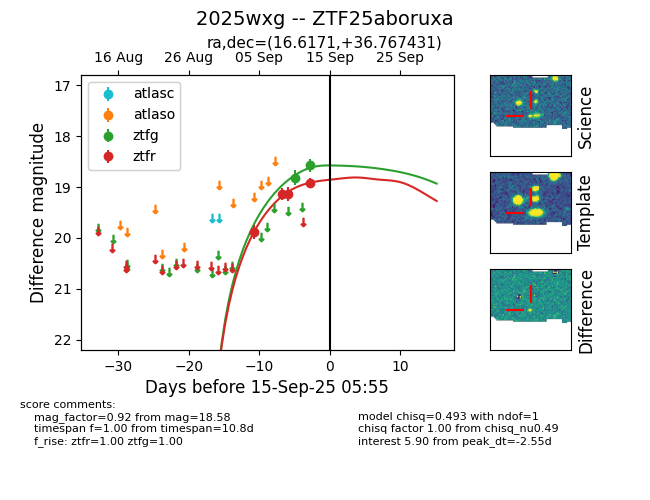 2025wxg -- ZTF25aboruxa
ra,dec=(16.6171,+36.767431)
16 Aug 26 Aug 05 Sep 15 Sep 25 Sep
17
18
19
20
21
22
Difference magnitude
atlasc
atlaso
ztfg
ztfr
−30 −20 −10 0 10
Days before 15-Sep-25 05:55
Science
Template
Difference
score comments:
mag_factor=0.92 from mag=18.58
timespan f=1.00 from timespan=10.8d
f_rise: ztfr=1.00 ztfg=1.00
model chisq=0.493 with ndof=1
chisq factor 1.00 from chisq_nu0.49
interest 5.90 from peak_dt=-2.55d